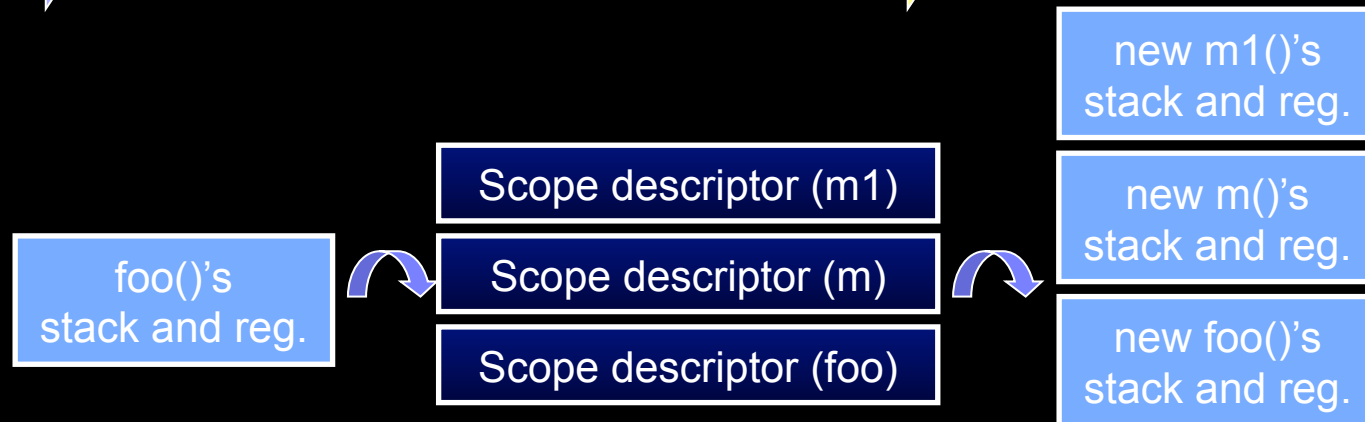 foo()’s
stack and reg.
Scope descriptor (m1)
Scope descriptor (m)
Scope descriptor (foo)
new m1()’s
stack and reg.
new m()’s
stack and reg.
new foo()’s
stack and reg.